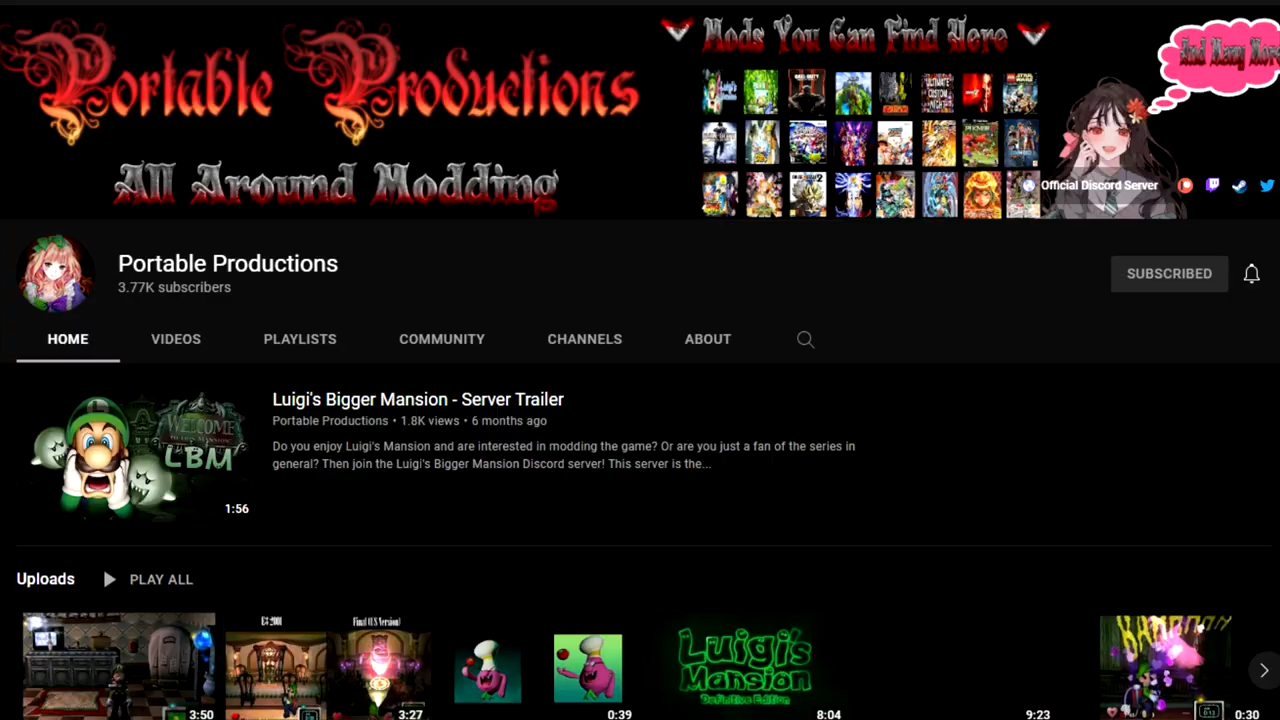 Portable Productions
All Around Modding
Mods You Can Find Here
And Many More
Official Discord Server
Portable Productions
3.77K subscribers
SUBSCRIBED
HOME
VIDEOS
PLAYLISTS
COMMUNITY
CHANNELS
ABOUT
Luigi's Bigger Mansion - Server Trailer
Portable Productions • 1.8K views • 6 months ago
Do you enjoy Luigi's Mansion and are interested in modding the game? Or are you just a fan of the series in
general? Then join the Luigi's Bigger Mansion Discord server! This server is the...
WELCOME
LBM
1:56
Uploads
PLAY ALL
E3 2001
Final (US Version)
Luigi's
Mansion
Definitive Edition
3:50
3:27
0:39
8:04
9:23
0:30